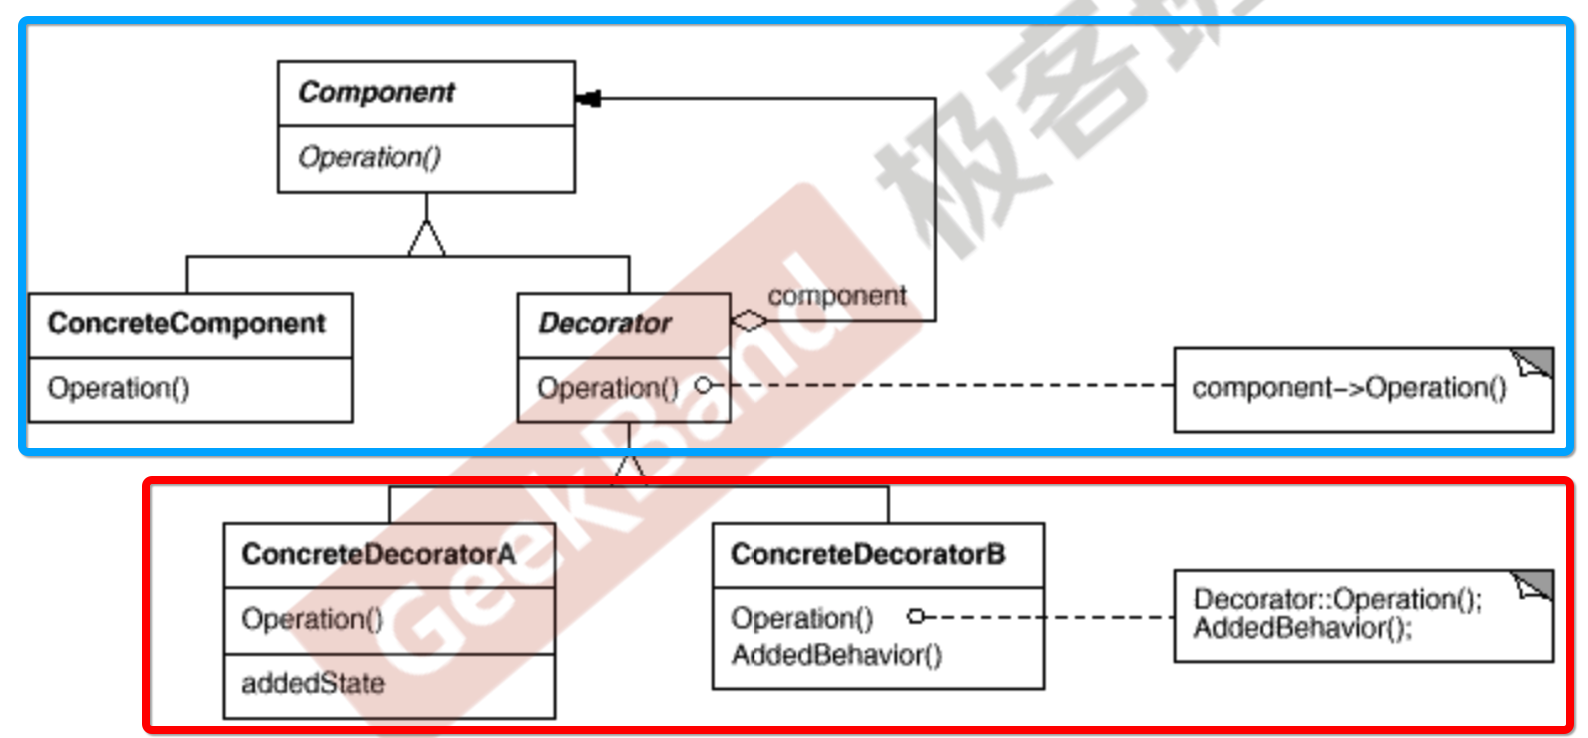 Component
Operation()
ConcreteComponent
Operation()
Decorator
Operation()
component
component–>Operation()
ConcreteDecoratorA
Operation()
addedState
ConcreteDecoratorB
Operation()
AddedBehavior()
Decorator::Operation();
AddedBehavior();
GeekBand
极客班